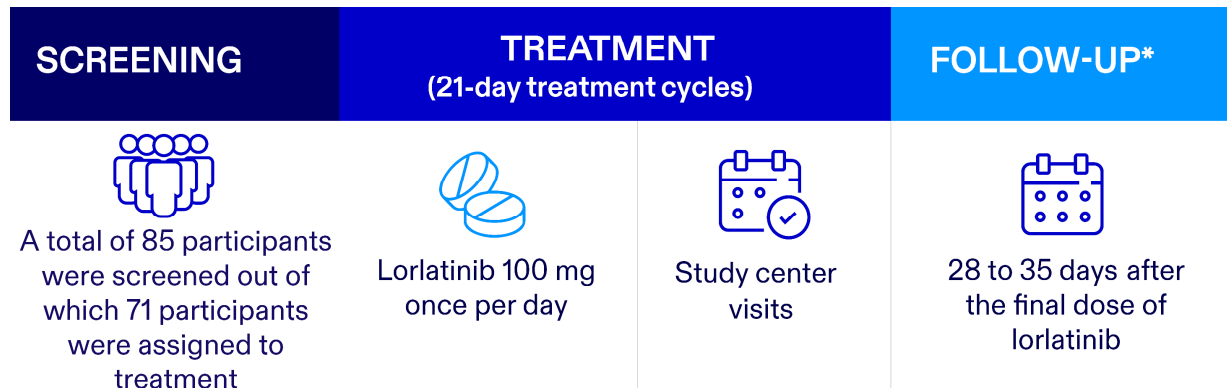 SCREENING
TREATMENT
(21-day treatment cycles)
FOLLOW-UP*
A total of 85 participants
were screened out of
which 71 participants
were assigned to
treatment
Lorlatinib 100 mg
once per day
Study center
visits
28 to 35 days after
the final dose of
lorlatinib